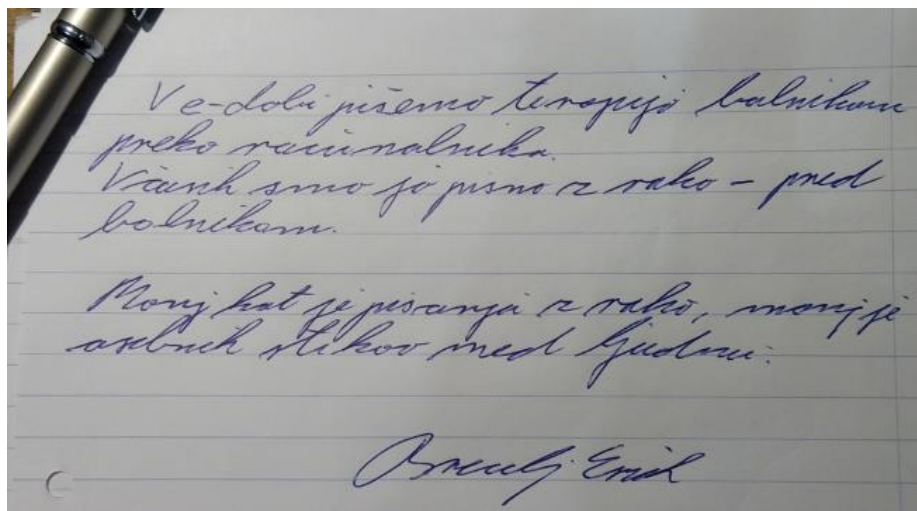 V e-dobi pišemo terapijo bolnikom
preko računalnika.
Včasih smo jo pisno z roko – pred
bolnikom.
Manj kot je pisanja z roko, manj je
osebnih stikov med ljudmi.
Erih